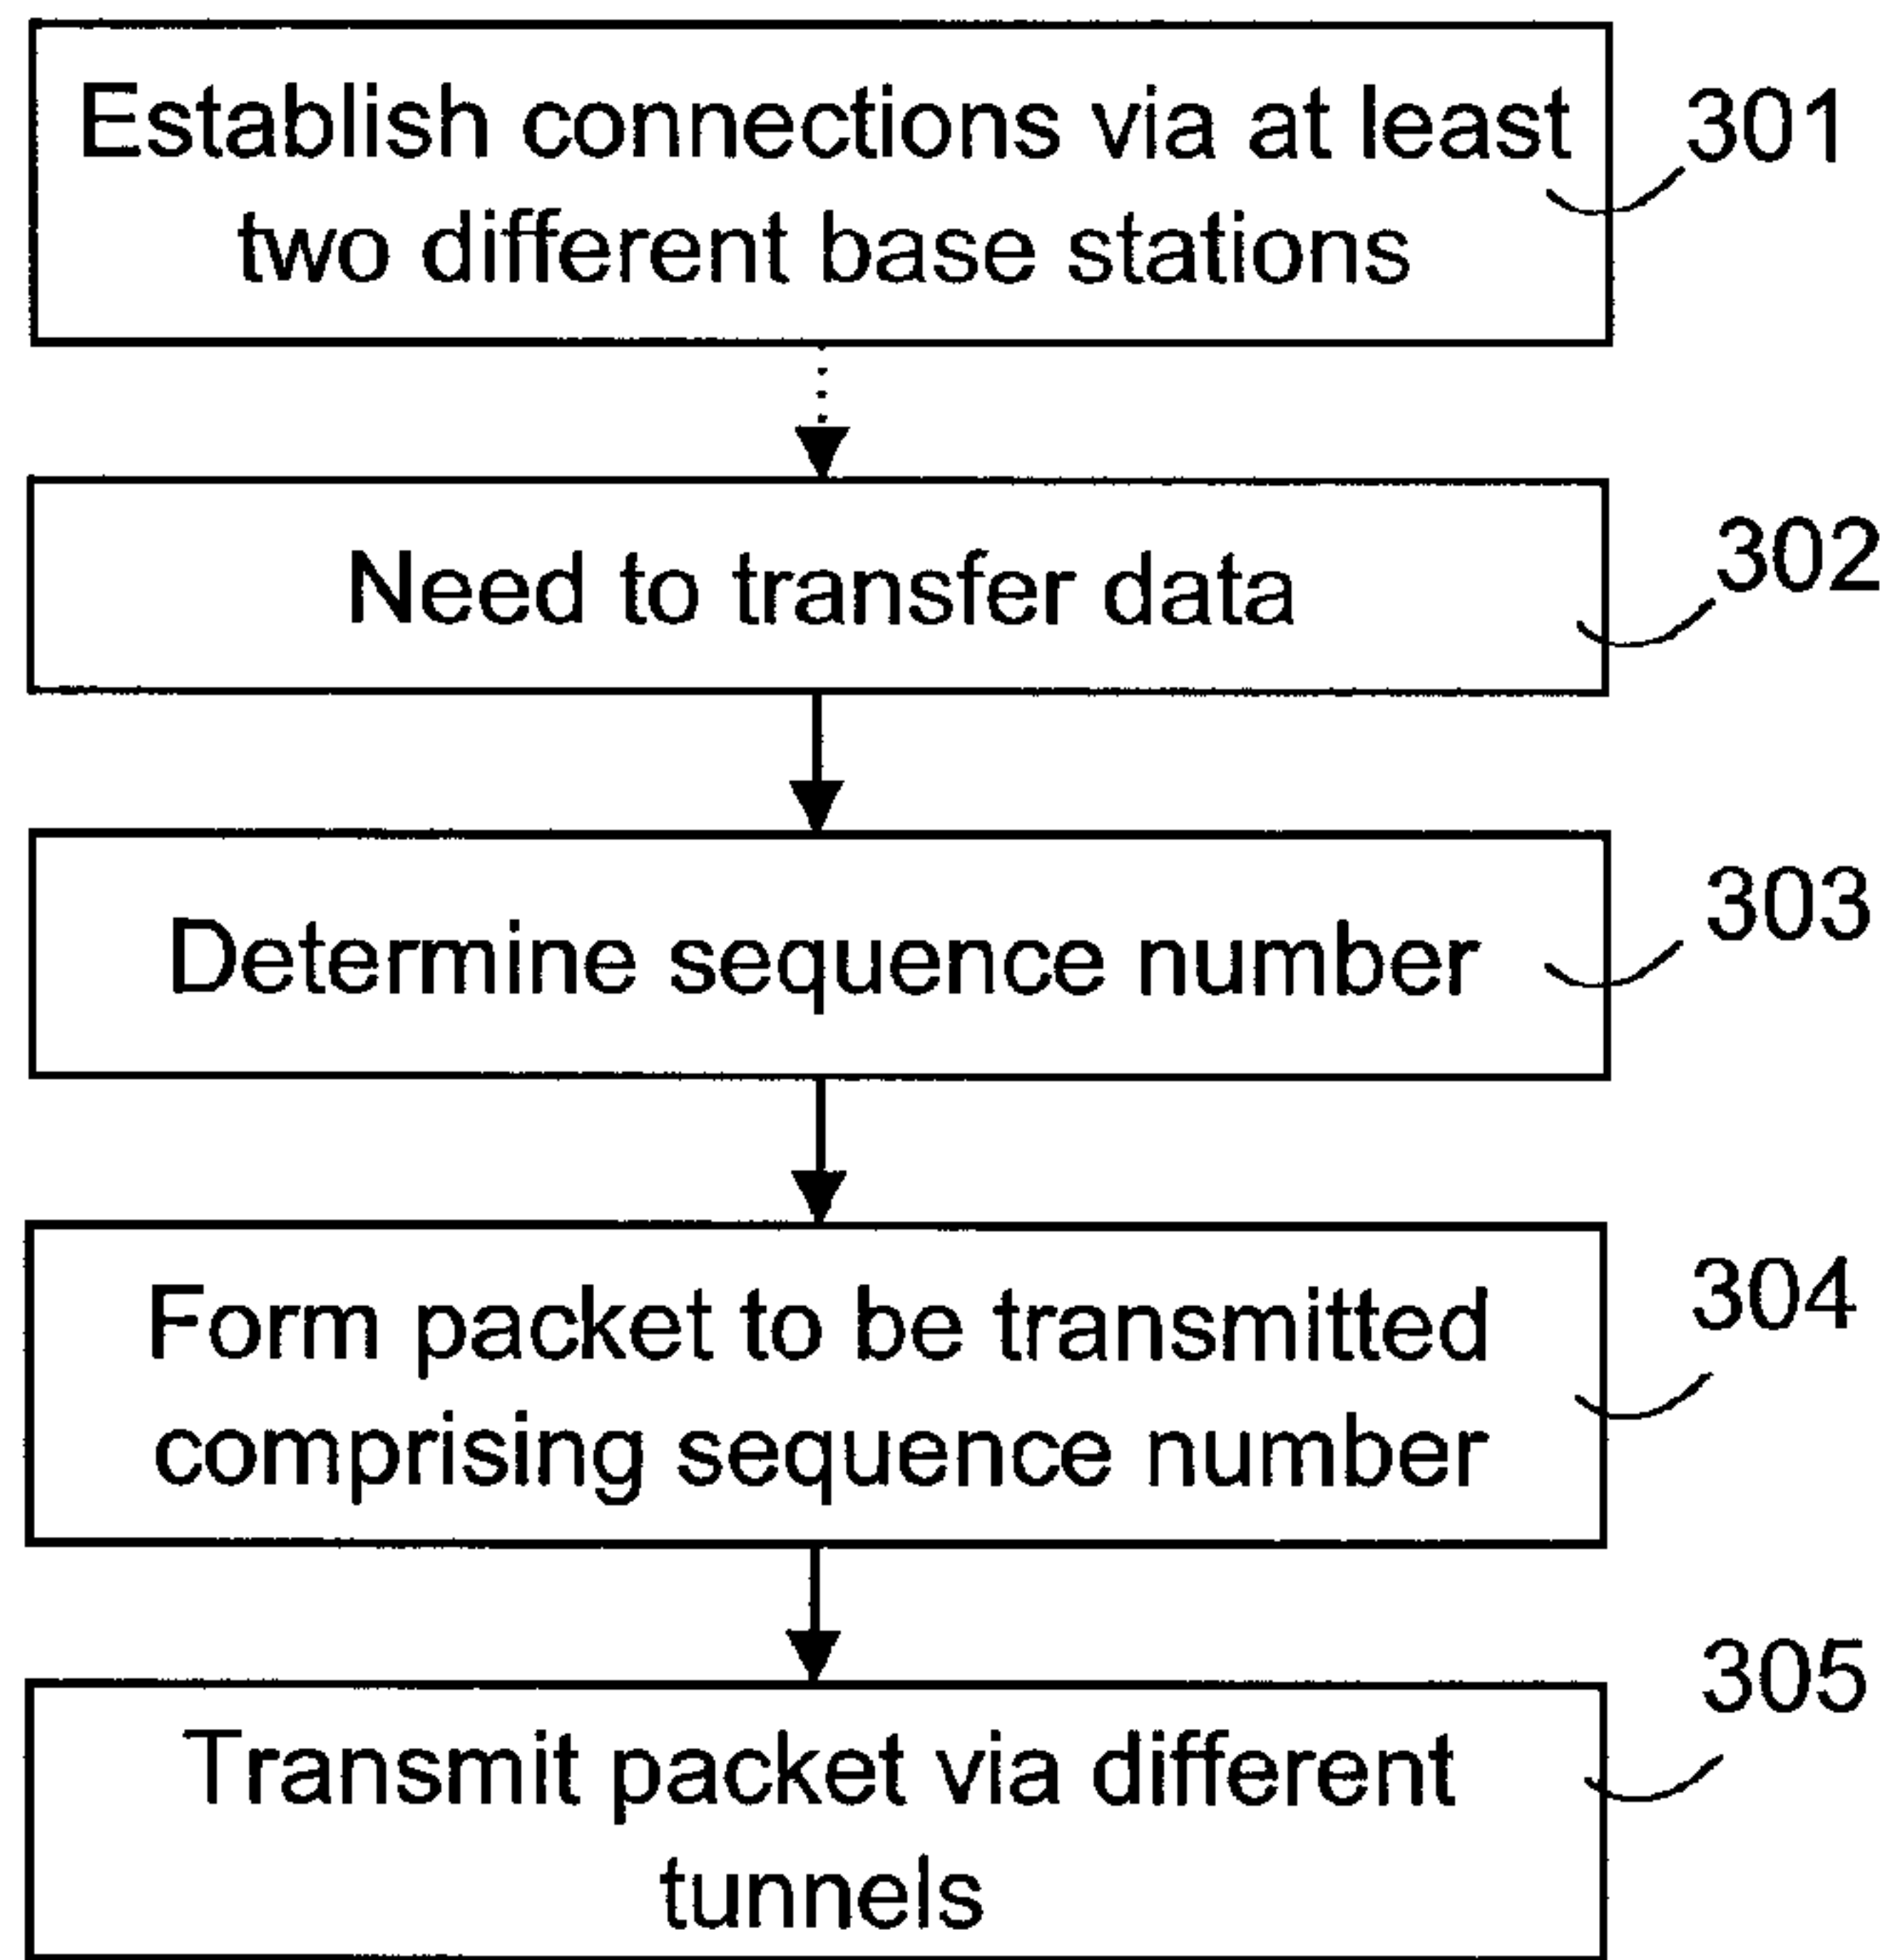 Establish connections via at least
two different base stations
301
Need to transfer data
302
Determine sequence number
303
Form packet to be transmitted
comprising sequence number
304
Transmit packet via different
tunnels
305